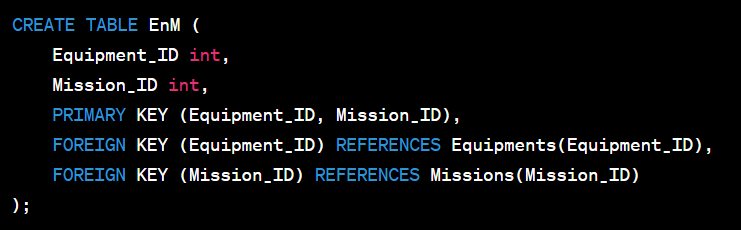 CREATE TABLE EnM (
    Equipment_ID int,
    Mission_ID int,
    PRIMARY KEY (Equipment_ID, Mission_ID),
    FOREIGN KEY (Equipment_ID) REFERENCES Equipments(Equipment_ID),
    FOREIGN KEY (Mission_ID) REFERENCES Missions(Mission_ID)
);